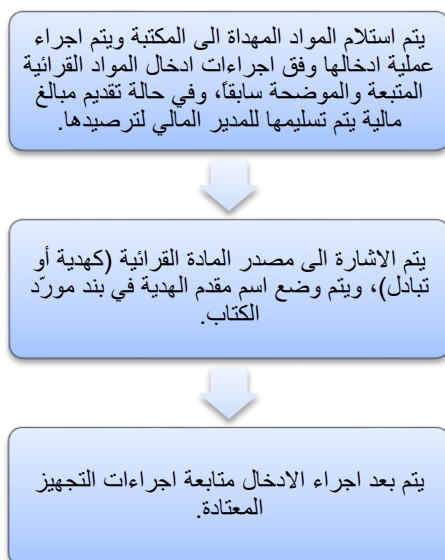 يتم استلام المواد المهداة الى المكتبة ويتم اجراء
عملية ادخالها وفق اجراءات ادخال المواد القرائية
المتبعة والموضحة سابقاً، وفي حالة تقديم مبالغ
مالية يتم تسليمها للمدير المالي لترصيدها.
يتم الاشارة الى مصدر المادة القرائية (كهدية أو
تبادل)، ويتم وضع اسم مقدم الهدية في بند مورّد
الكتاب.
يتم بعد اجراء الادخال متابعة اجراءات التجهيز
المعتادة.